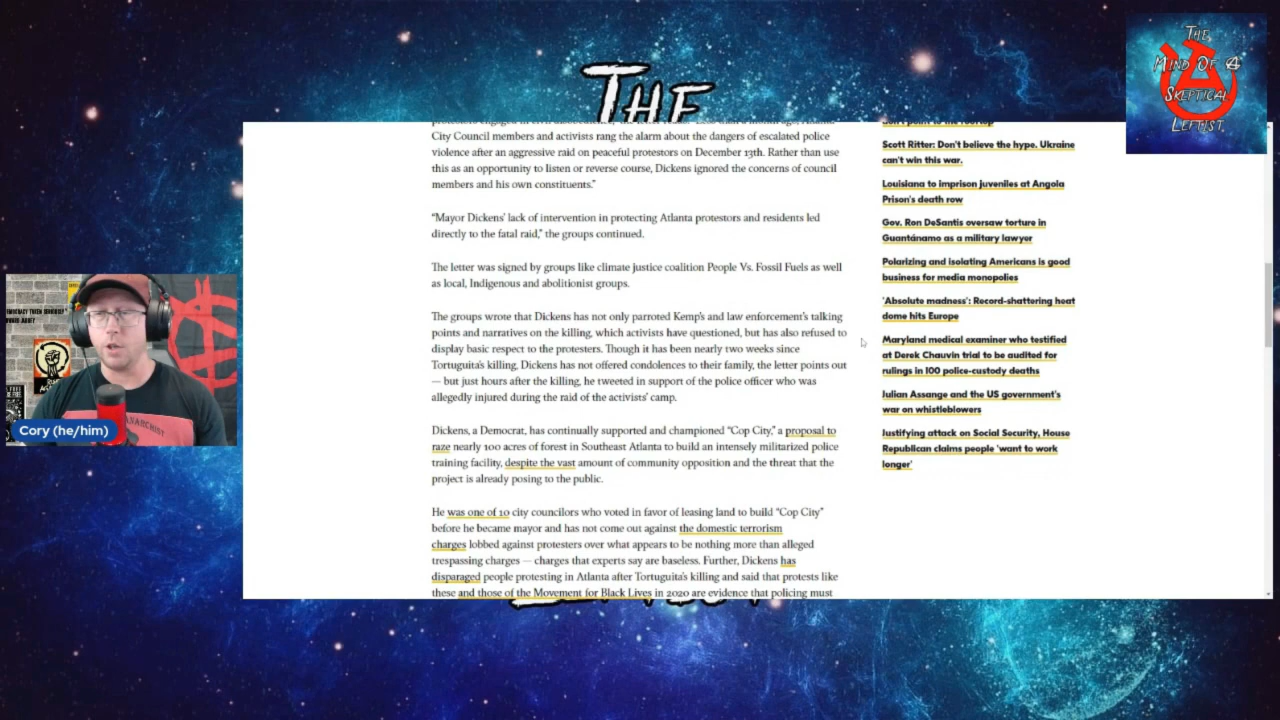 THE
THE
MIND OF A
SKEPTICAL
LEFTIST
City Council members and activists rang the alarm about the dangers of escalated police
violence after an aggressive raid on peaceful protestors on December 13th. Rather than use
this as an opportunity to listen or reverse course, Dickens ignored the concerns of council
members and his own constituents."
"Mayor Dickens' lack of intervention in protecting Atlanta protestors and residents led
directly to the fatal raid," the groups continued.
The letter was signed by groups like climate justice coalition People Vs. Fossil Fuels as well
as local, Indigenous and abolitionist groups.
The groups wrote that Dickens has not only parroted Kemp's and law enforcement's talking
points and narratives on the killing, which activists have questioned, but has also refused to
display basic respect to the protesters. Though it has been nearly two weeks since
Tortuguita's killing, Dickens has not offered condolences to their family, the letter points out
— but just hours after the killing, he tweeted in support of the police officer who was
allegedly injured during the raid of the activists' camp.
Dickens, a Democrat, has continually supported and championed "Cop City," a proposal to
raze nearly 100 acres of forest in Southeast Atlanta to build an intensely militarized police
training facility, despite the vast amount of community opposition and the threat that the
project is already posing to the public.
He was one of 10 city councilors who voted in favor of leasing land to build "Cop City"
before he became mayor and has not come out against the domestic terrorism
charges lobbed against protesters over what appears to be nothing more than alleged
trespassing charges — charges that experts say are baseless. Further, Dickens has
disparaged people protesting in Atlanta after Tortuguita's killing and said that protests like
these and those of the Movement for Black Lives in 2020 are evidence that policing must
don't point to the rooftop
Scott Ritter: Don't believe the hype. Ukraine
can't win this war.
Louisiana to imprison juveniles at Angola
Prison's death row
Gov. Ron DeSantis oversaw torture in
Guantánamo as a military lawyer
Polarizing and isolating Americans is good
business for media monopolies
'Absolute madness': Record-shattering heat
dome hits Europe
Maryland medical examiner who testified
at Derek Chauvin trial to be audited for
rulings in 100 police-custody deaths
Julian Assange and the US government's
war on whistleblowers
Justifying attack on Social Security, House
Republican claims people 'want to work
longer'
Cory (he/him)